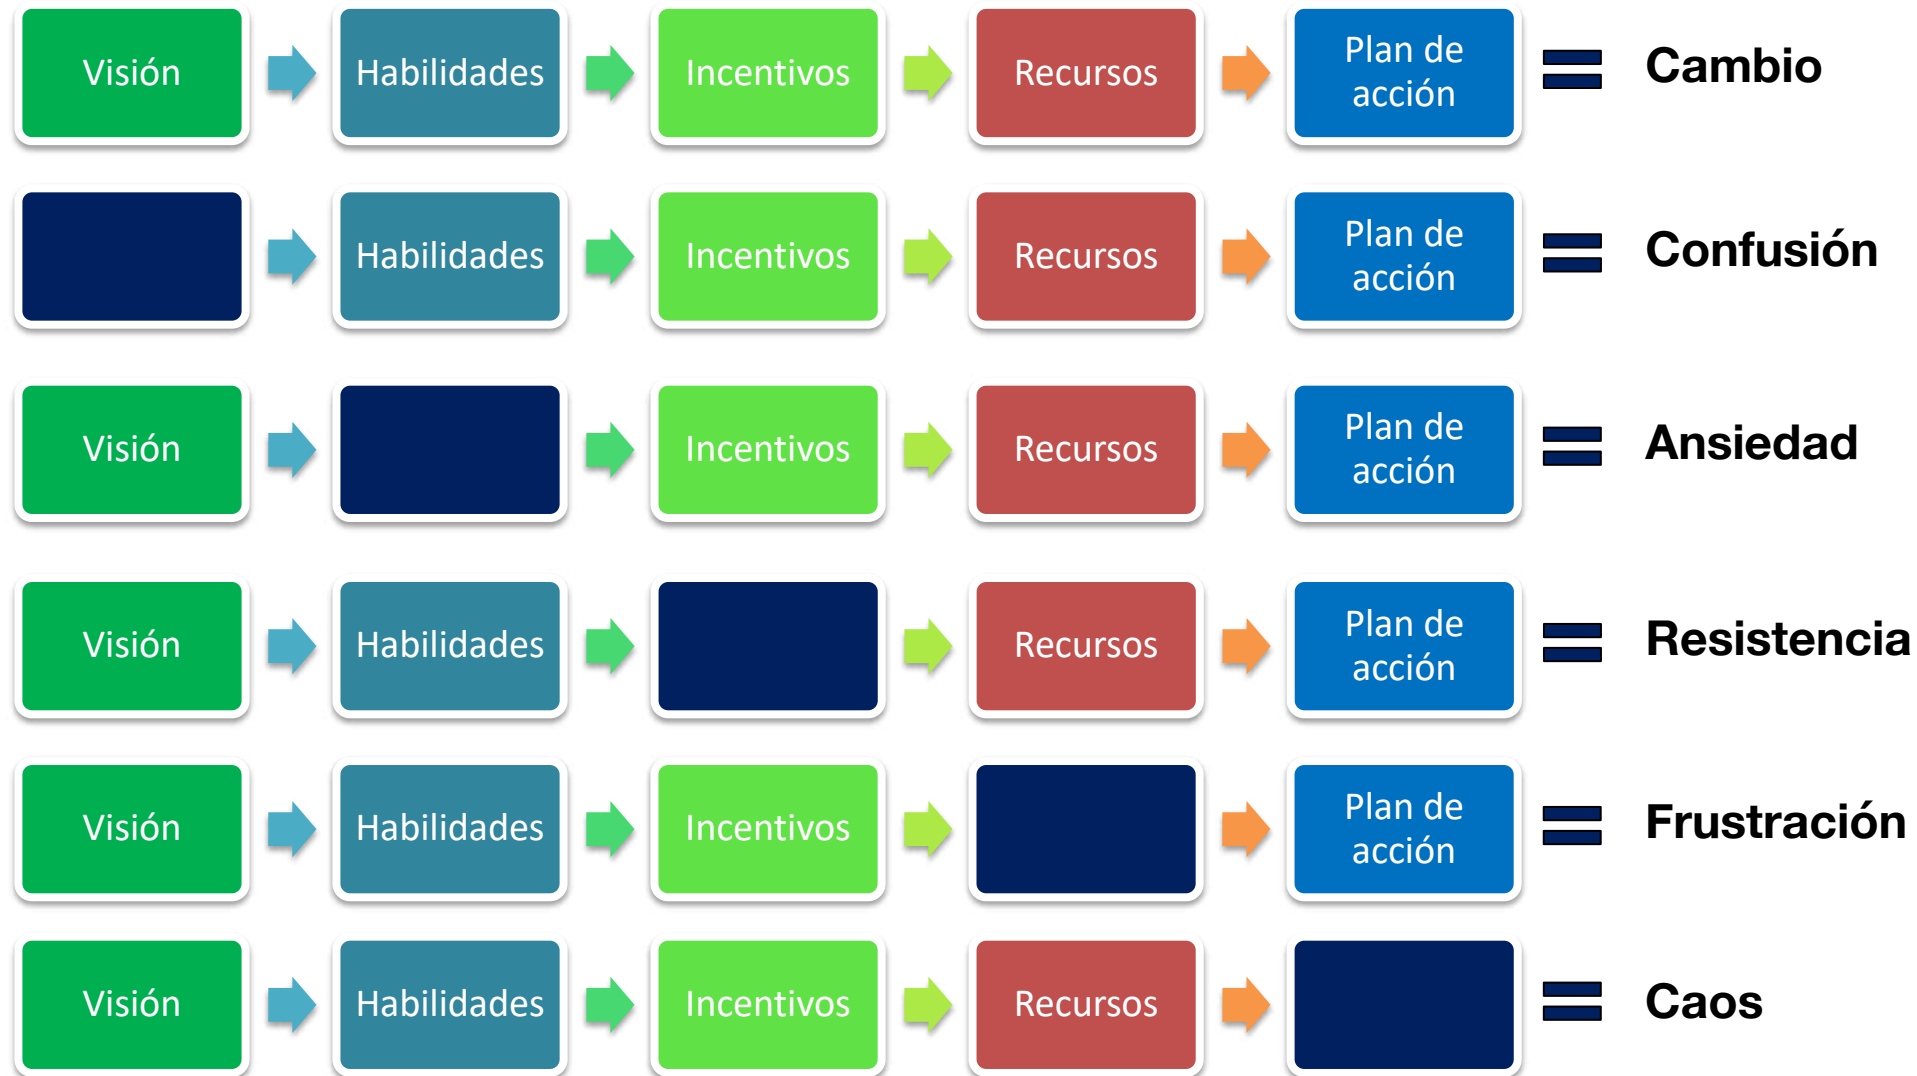 Visión
Habilidades
Incentivos
Recursos
Plan de
acción
Cambio
Habilidades
Incentivos
Recursos
Plan de
acción
Confusión
Visión
Incentivos
Recursos
Plan de
acción
Ansiedad
Visión
Habilidades
Recursos
Plan de
acción
Resistencia
Visión
Habilidades
Incentivos
Plan de
acción
Frustración
Visión
Habilidades
Incentivos
Recursos
Caos